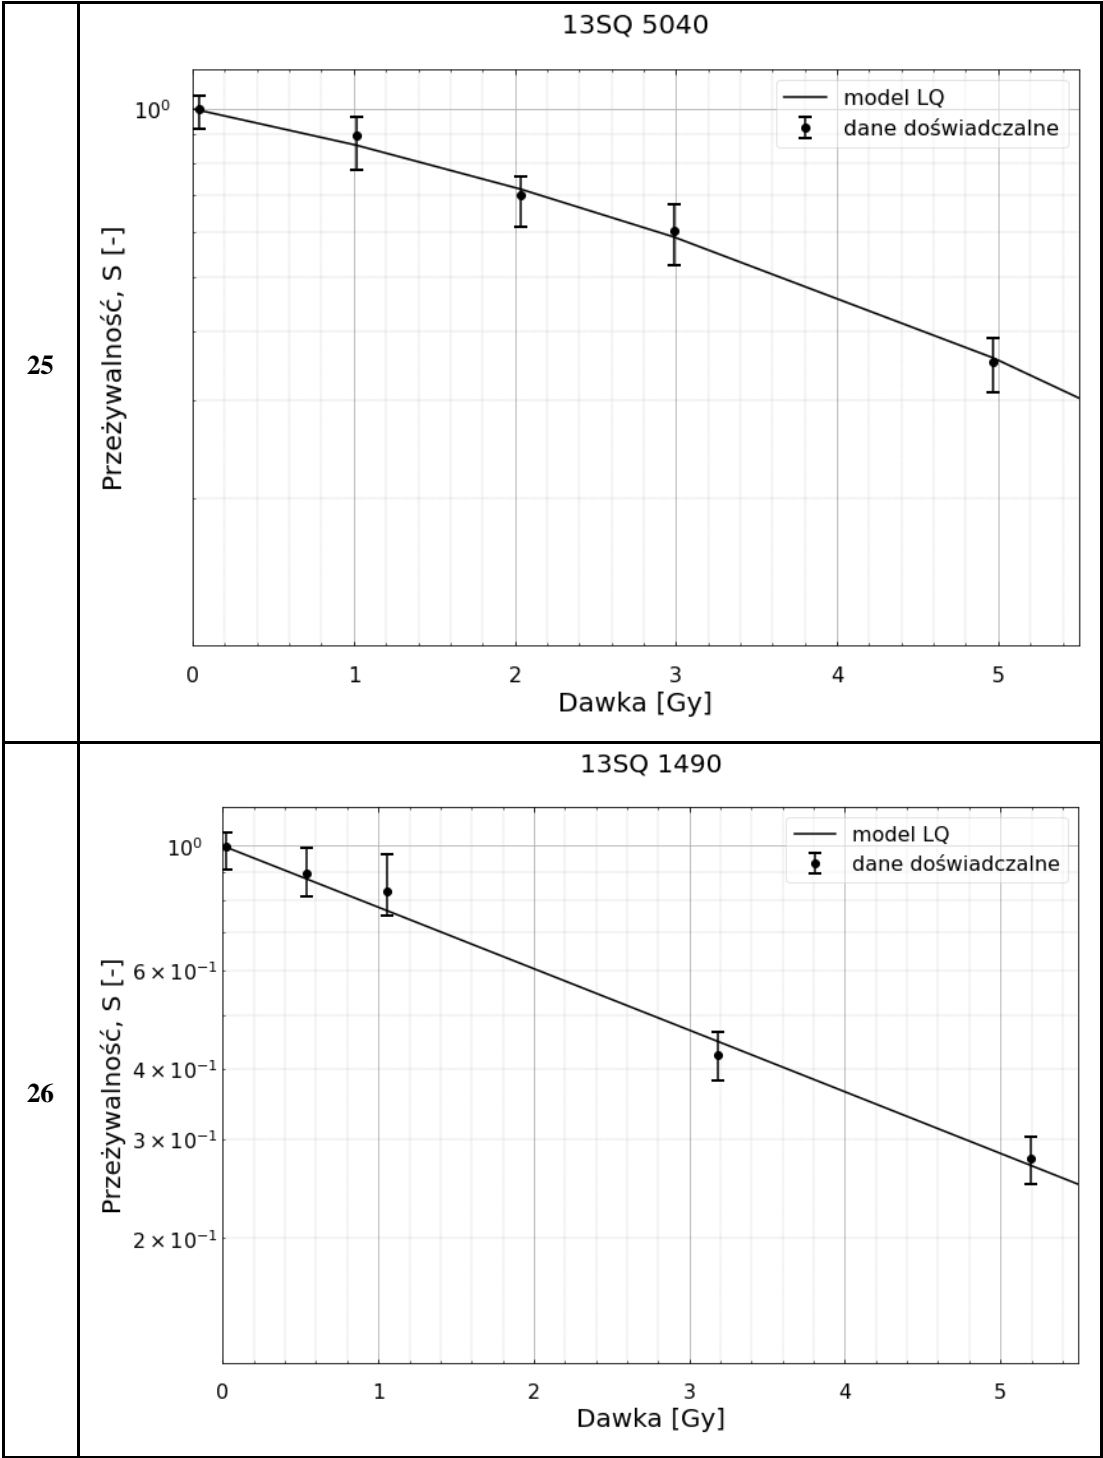 25
13SQ 5040
10⁰
Przeżywalność, S [-]
model LQ
dane doświadczalne
0 1 2 3 4 5
Dawka [Gy]
26
13SQ 1490
10⁰
6 × 10⁻¹
4 × 10⁻¹
3 × 10⁻¹
2 × 10⁻¹
Przeżywalność, S [-]
model LQ
dane doświadczalne
0 1 2 3 4 5
Dawka [Gy]